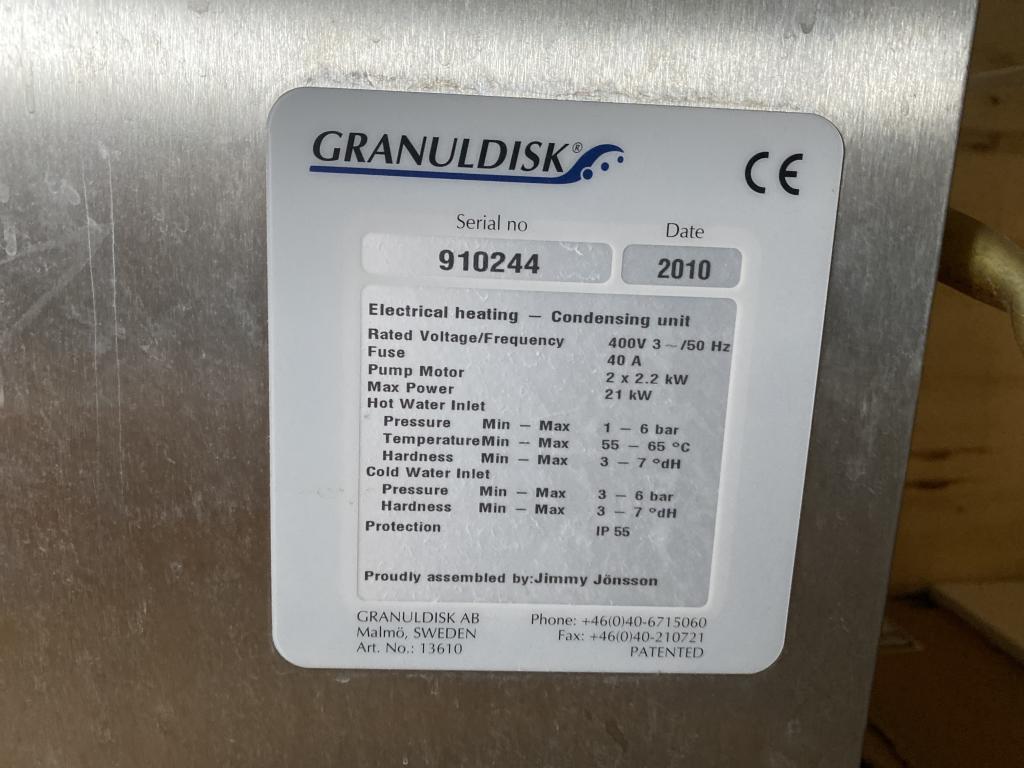 GRANULDISK®
CE
Serial no Date
910244 2010
Electrical heating – Condensing unit
Rated Voltage/Frequency 400V 3~/50 Hz
Fuse 40 A
Pump Motor 2 x 2.2 kW
Max Power 21 kW
Hot Water Inlet
Pressure Min – Max 1 – 6 bar
Temperature Min – Max 55 – 65 °C
Hardness Min – Max 3 – 7 °dH
Cold Water Inlet
Pressure Min – Max 3 – 6 bar
Hardness Min – Max 3 – 7 °dH
Protection IP 55
Proudly assembled by:Jimmy Jönsson
GRANULDISK AB Phone: +46(0)40-6715060
Malmö, SWEDEN Fax: +46(0)40-210721
Art. No.: 13610 PATENTED